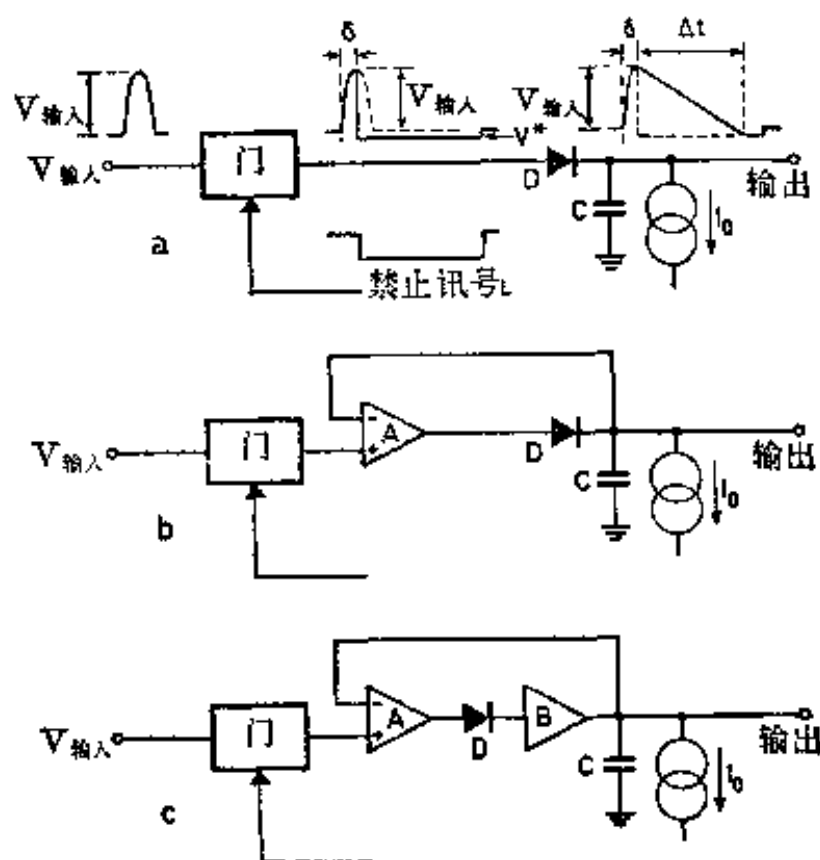 δ
δ Δt
V输入 V输入 V输入
V*
V输入 门 D C I₀ 输出
a
禁止讯号
V输入 门 A D C I₀ 输出
b
V输入 门 A D B C I₀ 输出
c